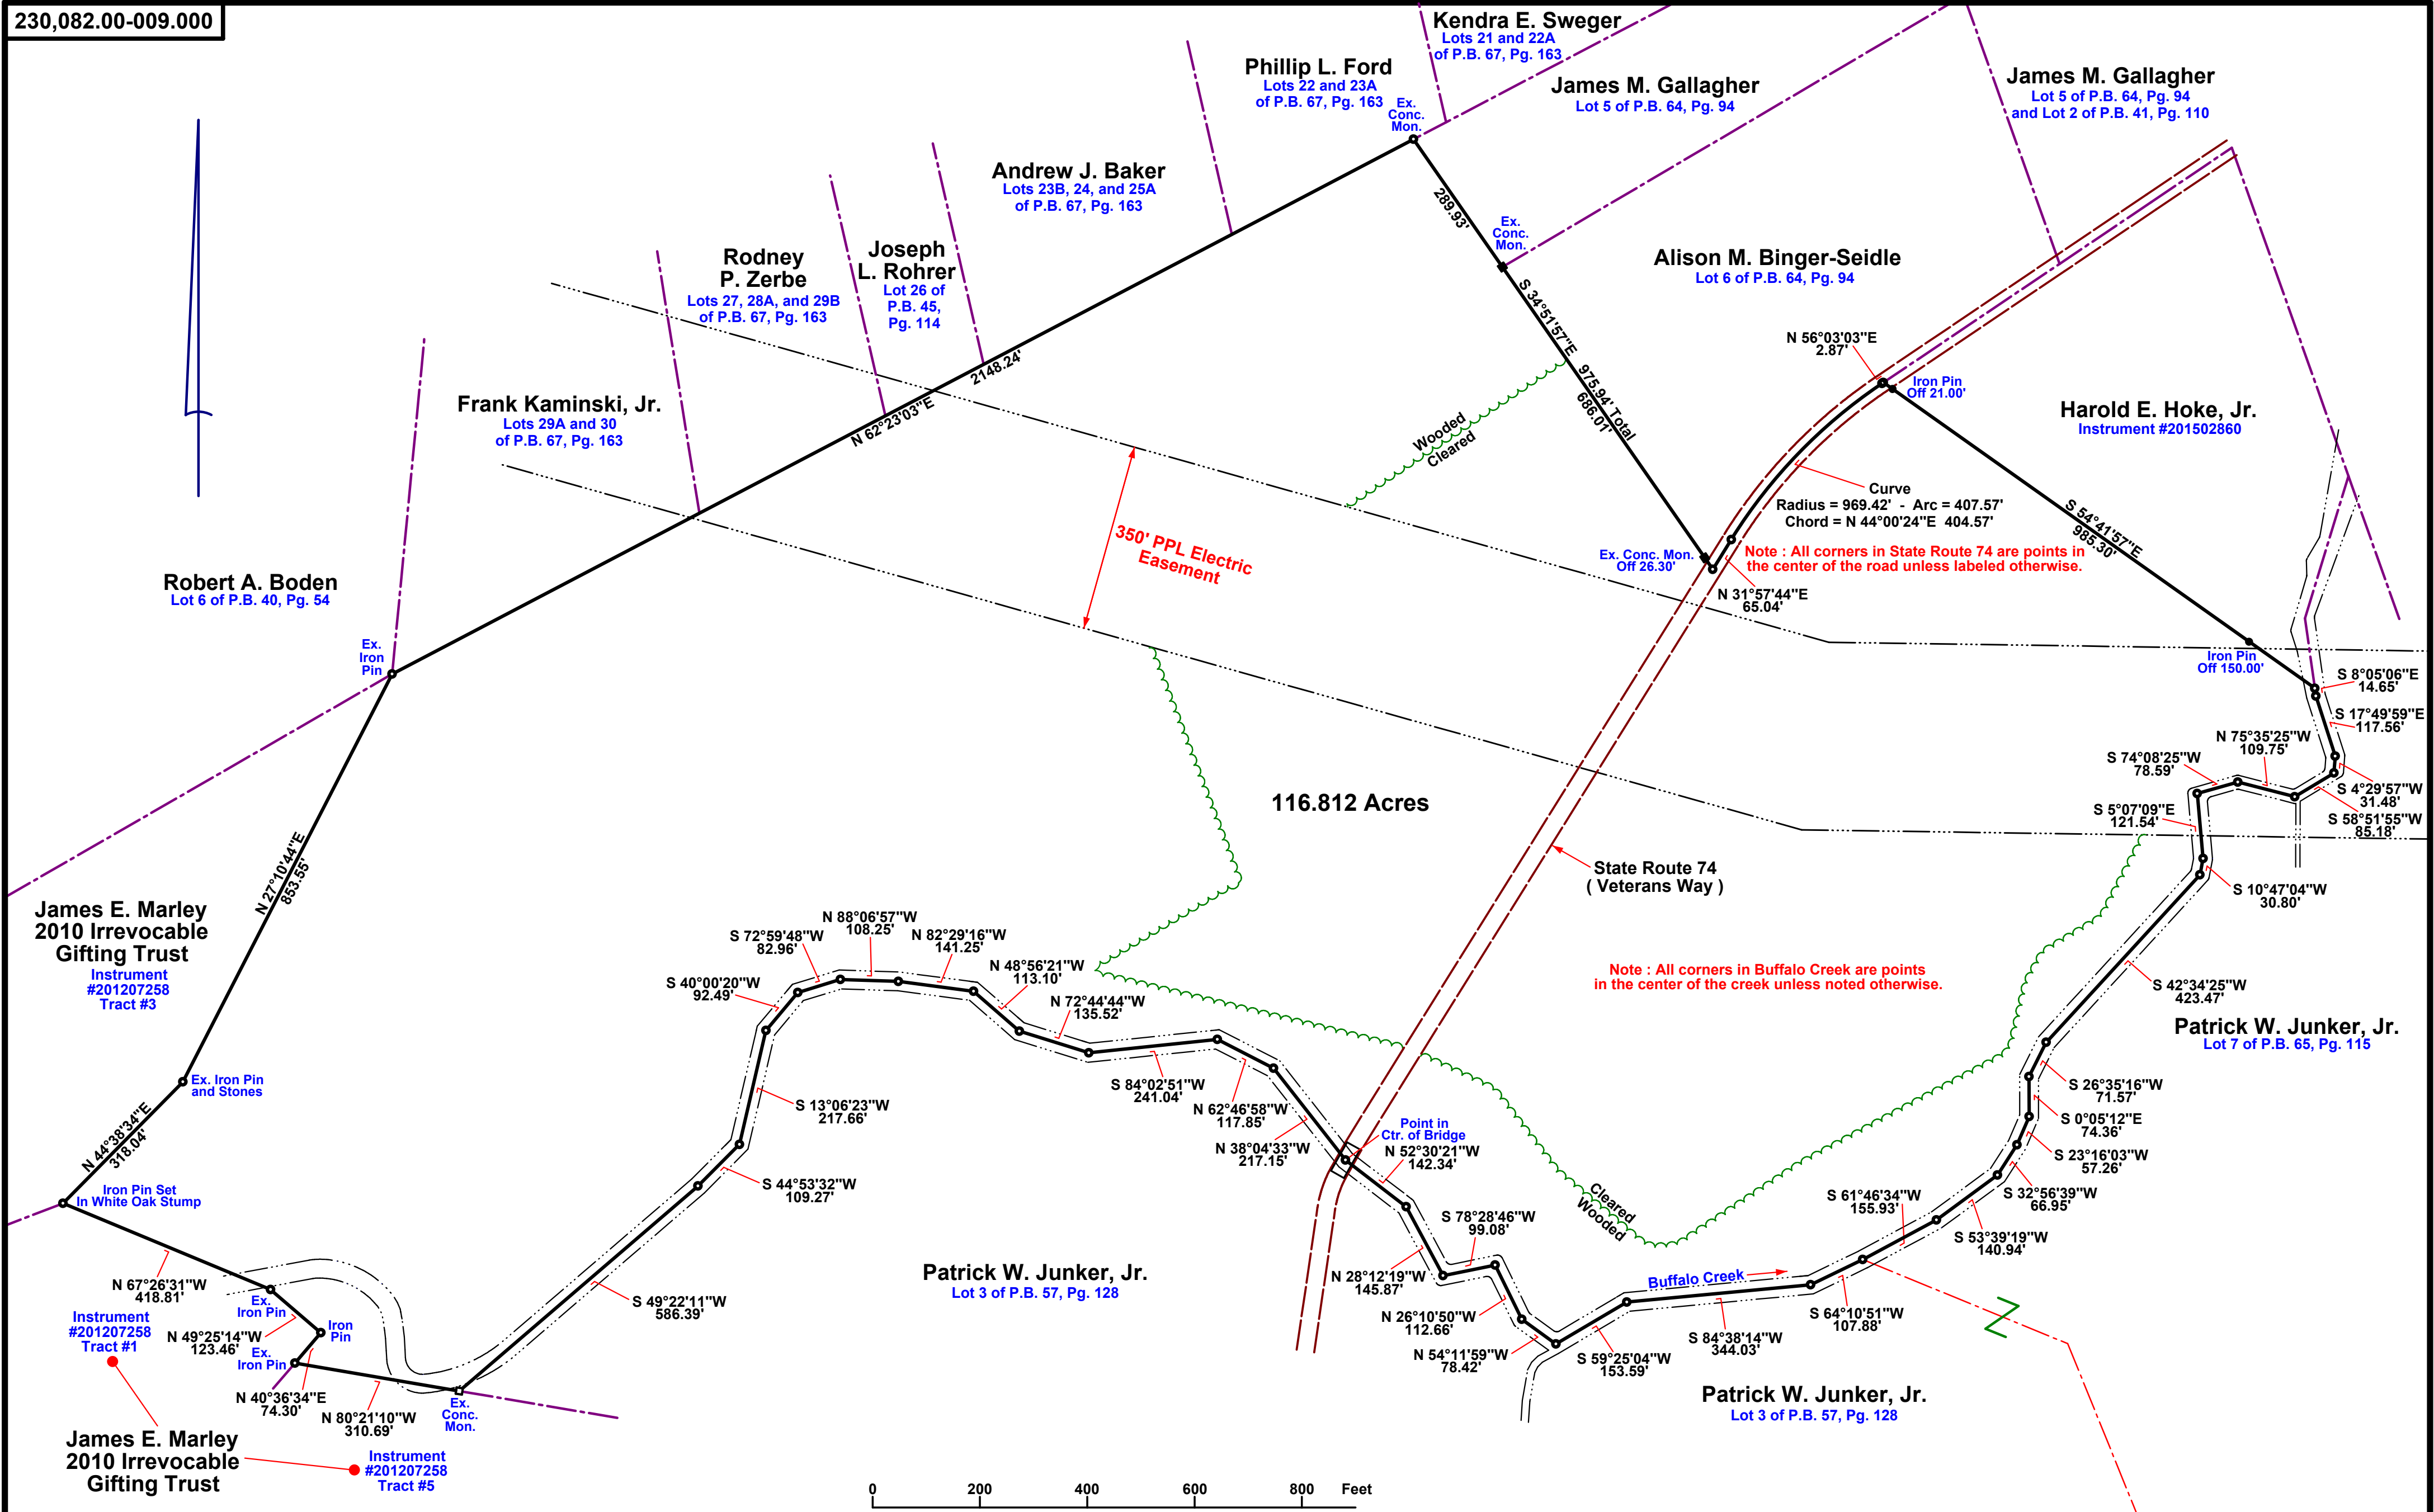 230,082.00-009.000
Kendra E. Sweger
Lots 21 and 22A
of P.B. 67, Pg. 163
Phillip L. Ford
Lots 22 and 23A
of P.B. 67, Pg. 163
Ex.
Conc.
Mon.
James M. Gallagher
Lot 5 of P.B. 64, Pg. 94
James M. Gallagher
Lot 5 of P.B. 64, Pg. 94
and Lot 2 of P.B. 41, Pg. 110
Andrew J. Baker
Lots 23B, 24, and 25A
of P.B. 67, Pg. 163
289.93'
Ex.
Conc.
Mon.
Rodney
P. Zerbe
Lots 27, 28A, and 29B
of P.B. 67, Pg. 163
Joseph
L. Rohrer
Lot 26 of
P.B. 45,
Pg. 114
Alison M. Binger-Seidle
Lot 6 of P.B. 64, Pg. 94
S 34°51'57"E 975.94' Total
686.01'
N 56°03'03"E
2.87'
Iron Pin
Off 21.00'
Frank Kaminski, Jr.
Lots 29A and 30
of P.B. 67, Pg. 163
N 62°23'03"E
2148.24'
Wooded
Cleared
Harold E. Hoke, Jr.
Instrument #201502860
Curve
Radius = 969.42' - Arc = 407.57'
Chord = N 44°00'24"E 404.57'
S 54°41'57"E
985.30'
350' PPL Electric
Easement
Ex. Conc. Mon.
Off 26.30'
Note : All corners in State Route 74 are points in
the center of the road unless labeled otherwise.
N 31°57'44"E
65.04'
Robert A. Boden
Lot 6 of P.B. 40, Pg. 54
Ex.
Iron
Pin
Iron Pin
Off 150.00'
S 8°05'06"E
14.65'
S 17°49'59"E
117.56'
N 75°35'25"W
109.75'
S 74°08'25"W
78.59'
S 4°29'57"W
31.48'
S 58°51'55"W
85.18'
S 5°07'09"E
121.54'
116.812 Acres
State Route 74
( Veterans Way )
S 10°47'04"W
30.80'
N 27°10'44"E
853.55'
James E. Marley
2010 Irrevocable
Gifting Trust
Instrument
#201207258
Tract #3
S 72°59'48"W
82.96'
N 88°06'57"W
108.25'
N 82°29'16"W
141.25'
N 48°56'21"W
113.10'
S 40°00'20"W
92.49'
N 72°44'44"W
135.52'
Note : All corners in Buffalo Creek are points
in the center of the creek unless noted otherwise.
S 42°34'25"W
423.47'
Patrick W. Junker, Jr.
Lot 7 of P.B. 65, Pg. 115
Ex. Iron Pin
and Stones
S 84°02'51"W
241.04'
N 62°46'58"W
117.85'
S 13°06'23"W
217.66'
S 26°35'16"W
71.57'
S 0°05'12"E
74.36'
N 44°38'34"E
318.04'
Point in
Ctr. of Bridge
N 38°04'33"W
217.15'
N 52°30'21"W
142.34'
S 23°16'03"W
57.26'
S 44°53'32"W
109.27'
Iron Pin Set
In White Oak Stump
Cleared
Wooded
S 61°46'34"W
155.93'
S 32°56'39"W
66.95'
S 78°28'46"W
99.08'
S 53°39'19"W
140.94'
N 67°26'31"W
418.81'
Patrick W. Junker, Jr.
Lot 3 of P.B. 57, Pg. 128
N 28°12'19"W
145.87'
Buffalo Creek
Ex.
Iron Pin
S 49°22'11"W
586.39'
N 26°10'50"W
112.66'
S 64°10'51"W
107.88'
Instrument
#201207258
Tract #1
N 49°25'14"W
123.46'
Iron
Pin
Ex.
Iron Pin
N 54°11'59"W
78.42'
S 59°25'04"W
153.59'
S 84°38'14"W
344.03'
N 40°36'34"E
74.30'
N 80°21'10"W
310.69'
Ex.
Conc.
Mon.
Patrick W. Junker, Jr.
Lot 3 of P.B. 57, Pg. 128
James E. Marley
2010 Irrevocable
Gifting Trust
Instrument
#201207258
Tract #5
0 200 400 600 800 Feet